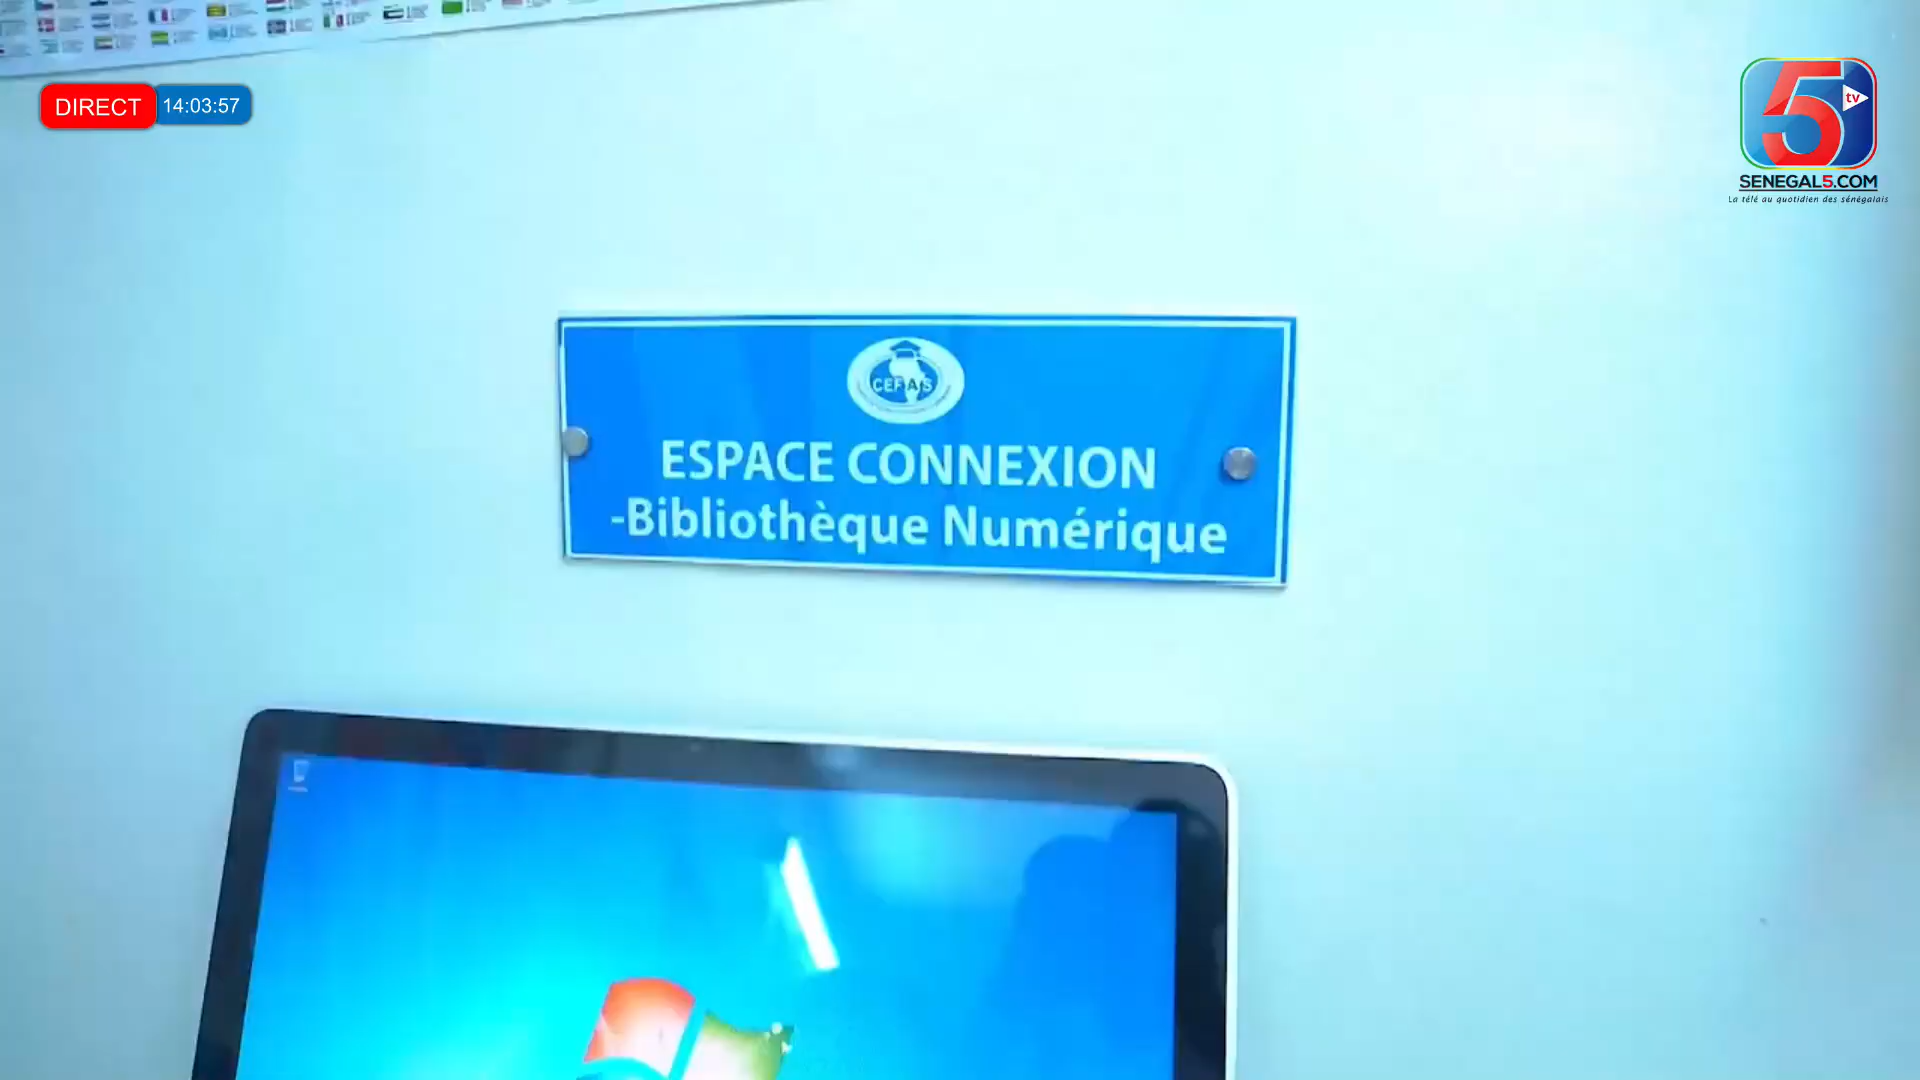 DIRECT 14:03:57
tv
SENEGAL5.COM
La télé au quotidien des sénégalais
CEFAS
ESPACE CONNEXION
-Bibliothèque Numérique